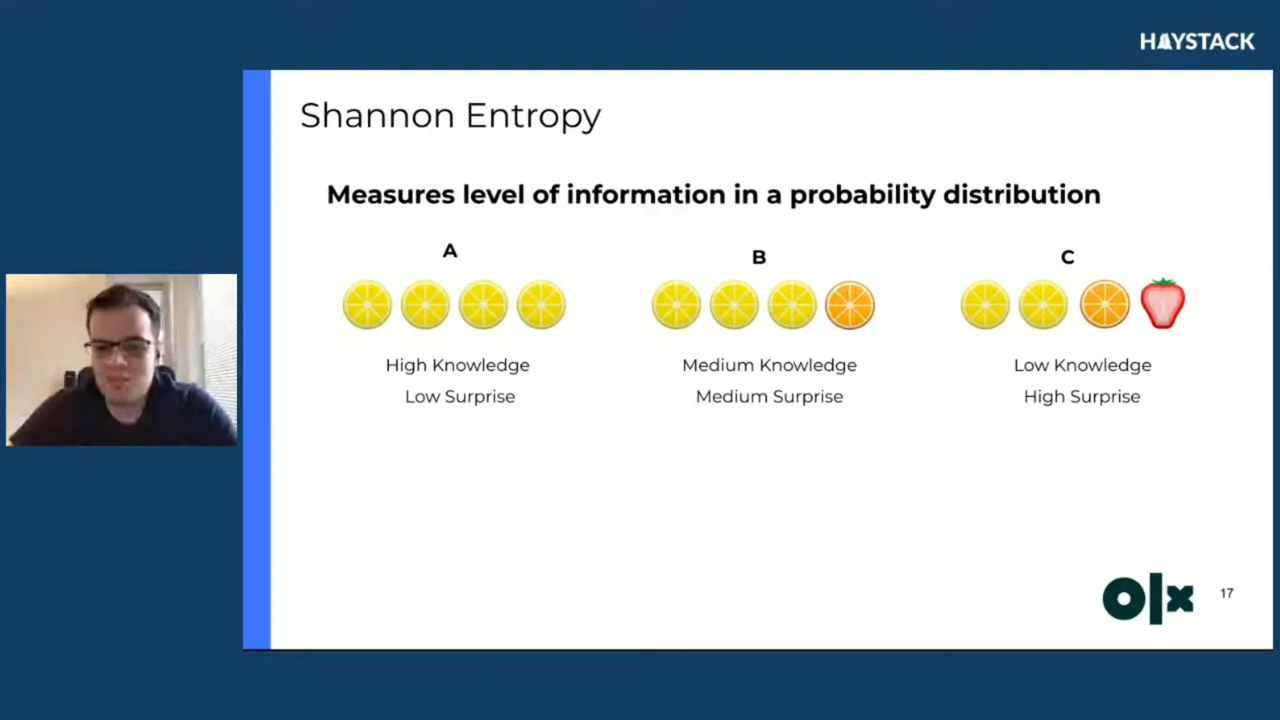 HAYSTACK
Shannon Entropy
Measures level of information in a probability distribution
A
B
C
High Knowledge
Low Surprise
Medium Knowledge
Medium Surprise
Low Knowledge
High Surprise
olx
17